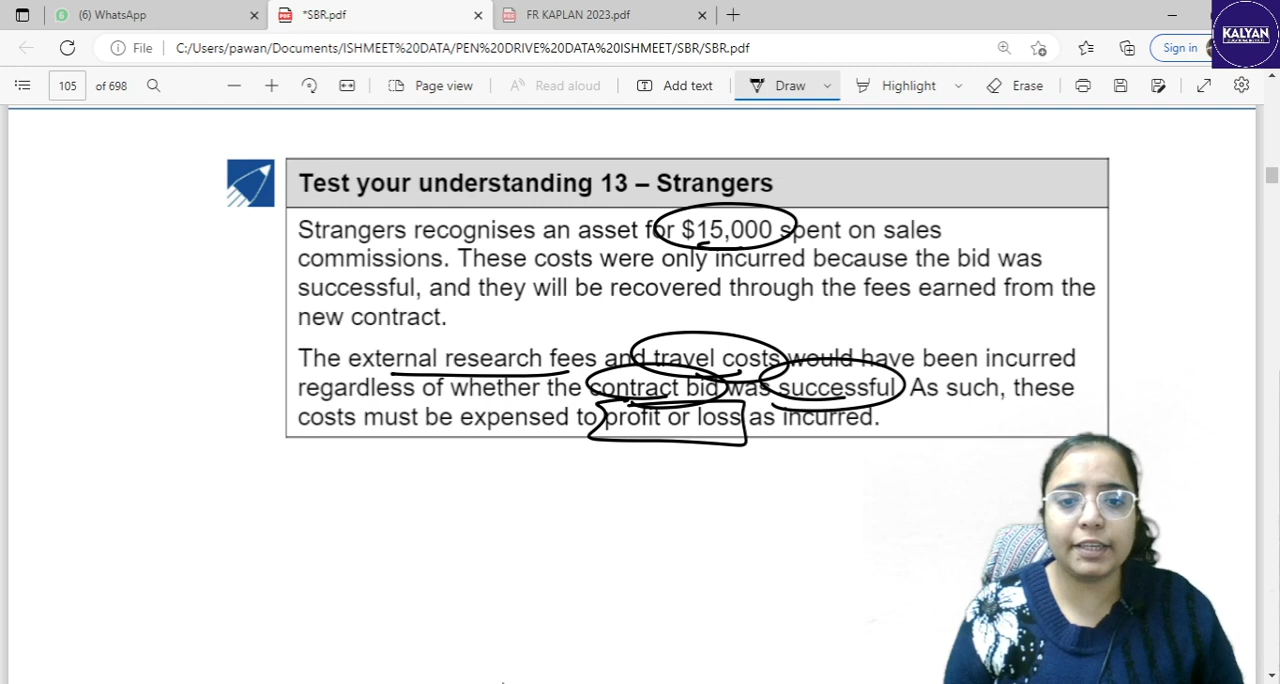 (6) WhatsApp
*SBR.pdf
FR KAPLAN 2023.pdf
File
C:/Users/pawan/Documents/ISHMEET%20DATA/PEN%20DRIVE%20DATA%20ISHMEET/SBR/SBR.pdf
Sign in
KALYAN
105 of 698
Page view
Read aloud
Add text
Draw
Highlight
Erase
Test your understanding 13 – Strangers
Strangers recognises an asset for $15,000 spent on sales
commissions. These costs were only incurred because the bid was
successful, and they will be recovered through the fees earned from the
new contract.
The external research fees and travel costs would have been incurred
regardless of whether the contract bid was successful. As such, these
costs must be expensed to profit or loss as incurred.